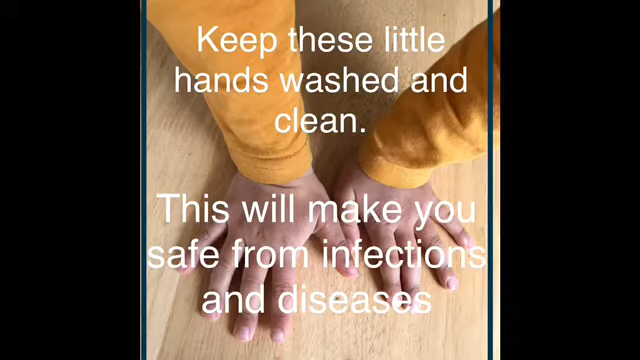 Keep these little
hands washed and
clean.
This will make you
safe from infections
and diseases